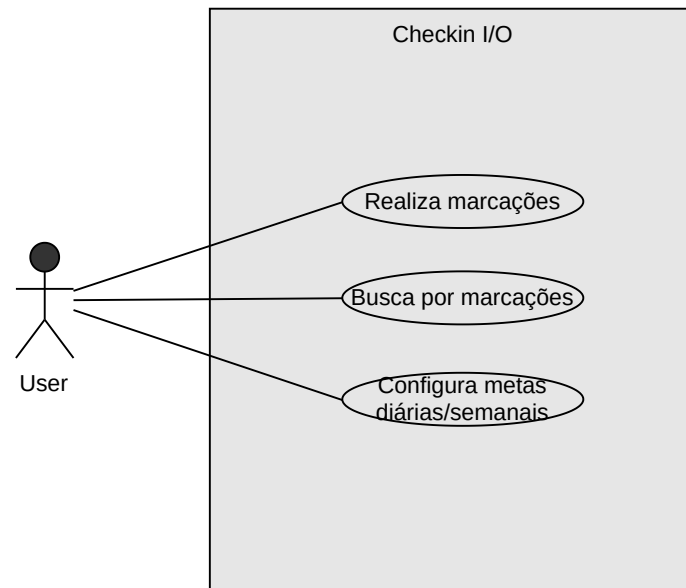 Checkin I/O
Realiza marcações
Busca por marcações
Configura metas
diárias/semanais
User